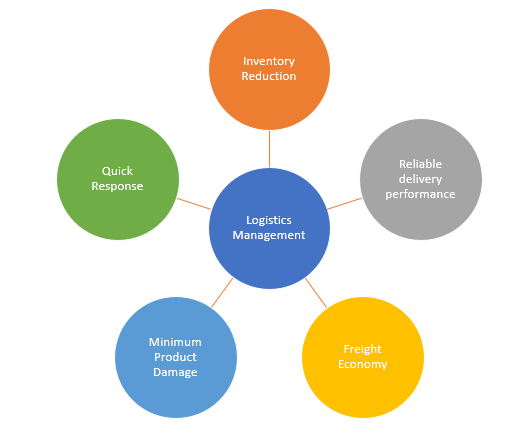 Inventory
Reduction
Quick
Response
Reliable
delivery
performance
Logistics
Management
Minimum
Product
Damage
Freight
Economy